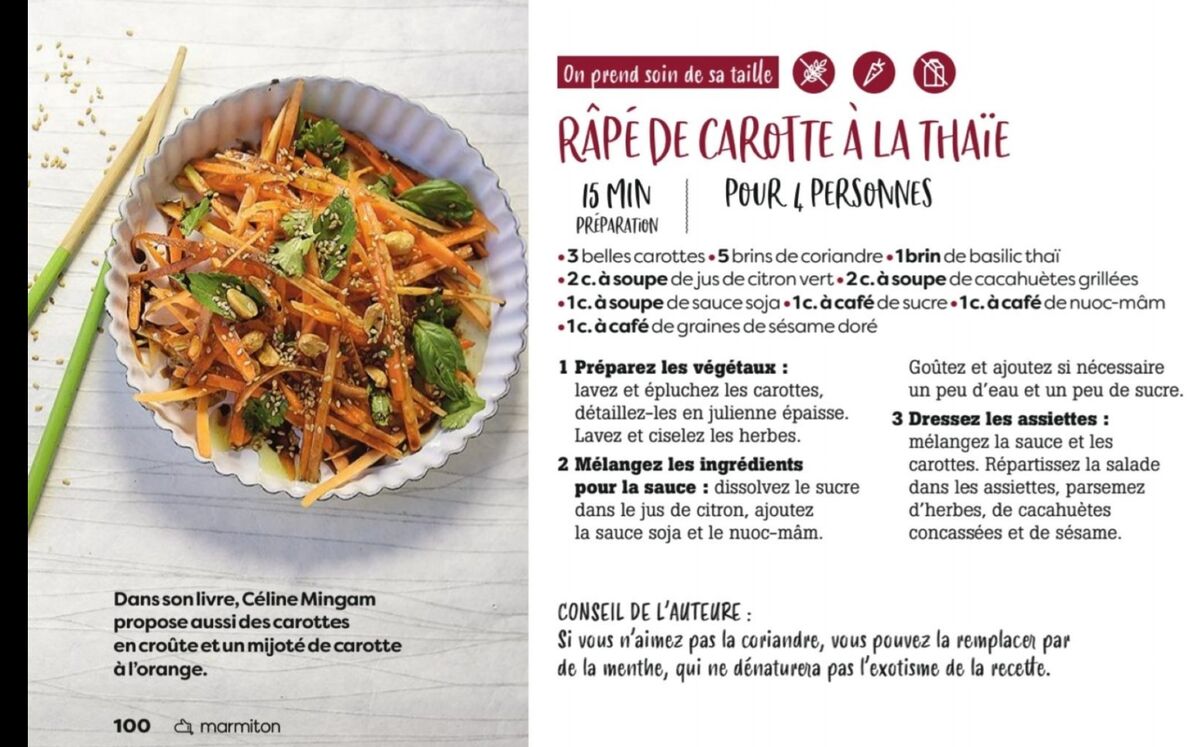 On prend soin de sa taille
RÂPÉ DE CAROTTE À LA THAÏE
15 MIN
PRÉPARATION
POUR 4 PERSONNES
•3 belles carottes •5 brins de coriandre •1 brin de basilic thaï
•2 c. à soupe de jus de citron vert •2 c. à soupe de cacahuètes grillées
•1 c. à soupe de sauce soja •1 c. à café de sucre •1 c. à café de nuoc-mâm
•1 c. à café de graines de sésame doré
1 Préparez les végétaux :
lavez et épluchez les carottes,
détaillez-les en julienne épaisse.
Lavez et ciselez les herbes.
2 Mélangez les ingrédients
pour la sauce : dissolvez le sucre
dans le jus de citron, ajoutez
la sauce soja et le nuoc-mâm.
Goûtez et ajoutez si nécessaire
un peu d'eau et un peu de sucre.
3 Dressez les assiettes :
mélangez la sauce et les
carottes. Répartissez la salade
dans les assiettes, parsemez
d'herbes, de cacahuètes
concassées et de sésame.
CONSEIL DE L'AUTEURE :
Si vous n'aimez pas la coriandre, vous pouvez la remplacer par
de la menthe, qui ne dénaturera pas l'exotisme de la recette.
Dans son livre, Céline Mingam
propose aussi des carottes
en croûte et un mijoté de carotte
à l'orange.
100 marmiton